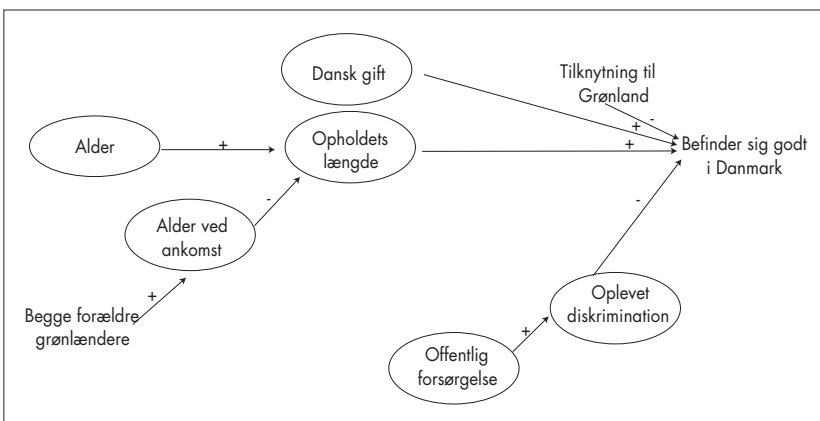 Dansk gift
Tilknytning til
Grønland
-
+
Alder
+
Opholdets
længde
+
Befinder sig godt
i Danmark
-
-
Alder ved
ankomst
+
Begge forældre
grønlændere
Oplevet
diskrimination
+
Offentlig
forsørgelse